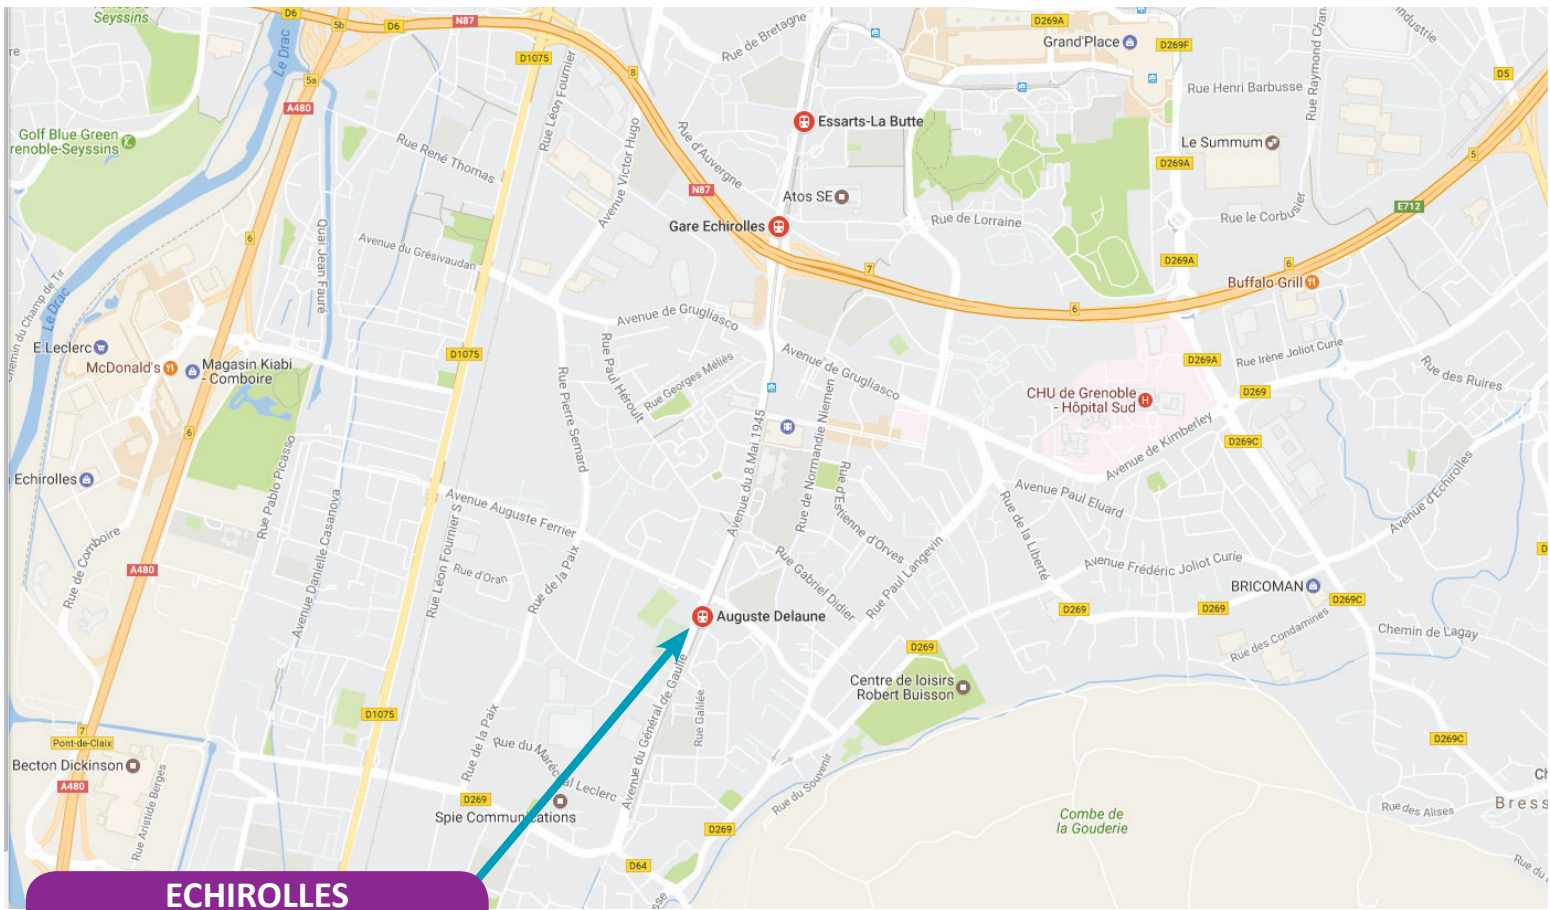 Seyssins
D6
5b
D6
N87
Le Drac
5a
A480
D1075
Rue Léon Fournier
8
Rue de Bretagne
D269A
Grand'Place
D269F
Industrie
Rue Raymond Chan
D5
Rue Henri Barbusse
Golf Blue Green
renoble-Seyssins
Rue René Thomas
Avenue Victor Hugo
Rue d'Auvergne
Essarts-La Butte
Le Summum
D269A
5
N87
Atos SE
E712
Rue le Corbusier
Gare Echirolles
Rue de Lorraine
Quai Jean Fauré
6
Avenue du Grésivaudan
D269A
7
6
Buffalo Grill
6
Chemin du Champ de Tir
Le Drac
Avenue de Grugliasco
E.Leclerc
McDonald's
Magasin Kiabi
- Comboire
D1075
Rue Paul Héroult
Rue Georges Méliès
Avenue de Grugliasco
D269A
Rue Irène Joliot Curie
Rue des Ruires
Rue Pierre Semard
CHU de Grenoble
- Hôpital Sud
D269
6
Rue Pablo Picasso
Avenue du 8 Mai 1945
Rue de Normandie Niemen
Avenue de Kimberley
D269C
Echirolles
Avenue Auguste Ferrier
Rue d'Estienne d'Orves
Avenue Paul Eluard
Avenue d'Echirolles
Rue de Comboire
Avenue Danielle Casanova
Rue Léon Fournier S
Rue de la Liberté
A480
Rue d'Oran
Rue de la Paix
Rue Gabriel Didier
Rue Paul Langevin
Avenue Frédéric Joliot Curie
D
BRICOMAN
D269C
Auguste Delaune
D269
D269
Chemin de Lagay
Rue des Condamines
D269
Centre de loisirs
Robert Buisson
Avenue du Général de Gaulle
Rue Galilée
D1075
7
Pont-de-Claix
Becton Dickinson
A480
Rue de la Paix
Rue du Maréchal Leclerc
D269C
Rue du Souvenir
Rue Aristide Berges
D269
Spie Communications
D269
Combe de
la Gouderie
Rue des Alises
Ch
Bress
D64
sse
Rue du
ECHIROLLES